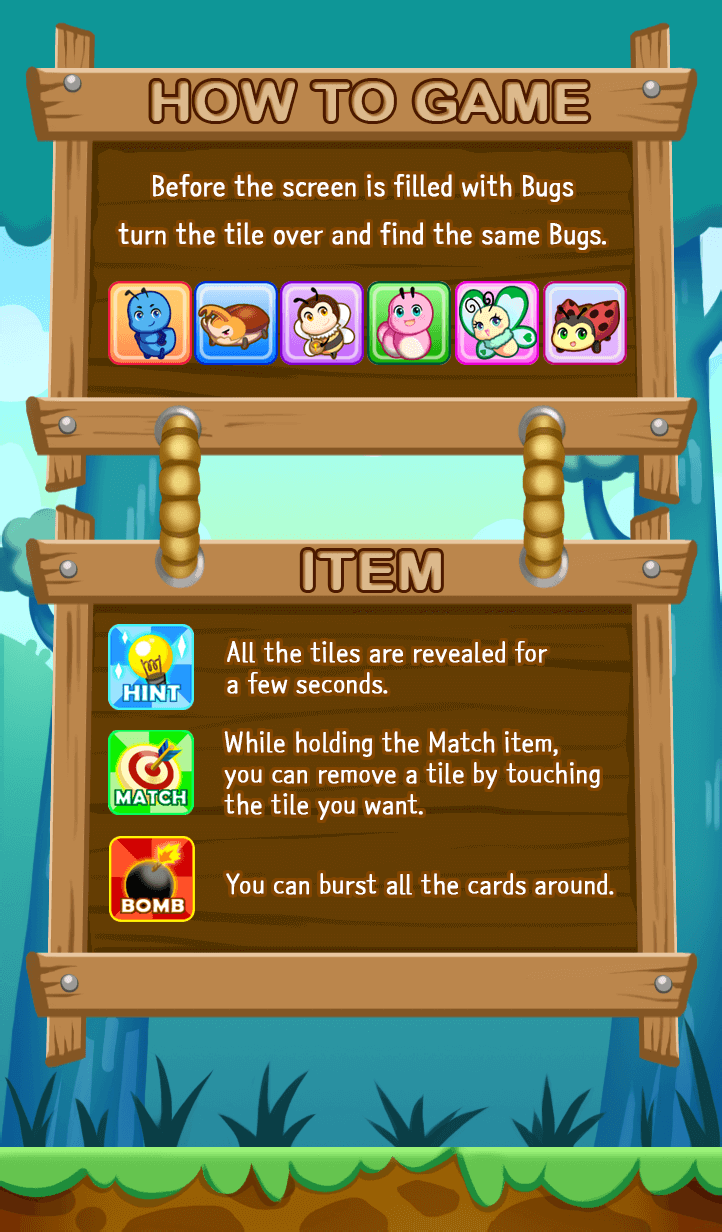 HOW TO GAME
Before the screen is filled with Bugs
turn the tile over and find the same Bugs.
ITEM
HINT
All the tiles are revealed for
a few seconds.
MATCH
While holding the Match item,
you can remove a tile by touching
the tile you want.
BOMB
You can burst all the cards around.